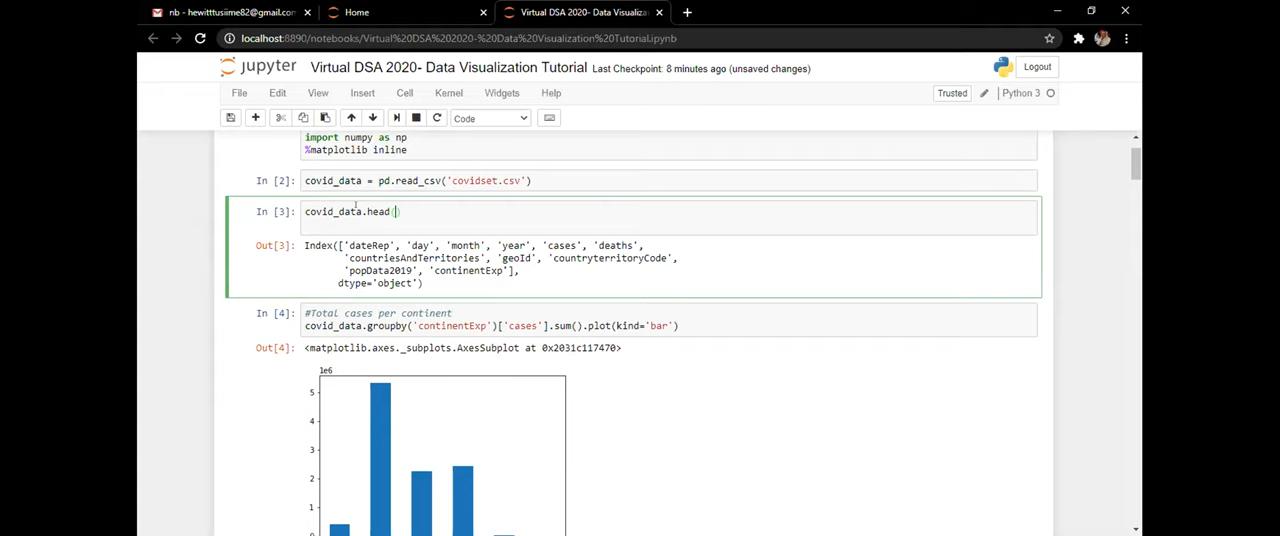 nb - hewitttusiime82@gmail.com
Home
Virtual DSA 2020- Data Visualiza
localhost:8890/notebooks/Virtual%20DSA%202020-%20Data%20Visualization%20Tutorial.ipynb
jupyter Virtual DSA 2020- Data Visualization Tutorial Last Checkpoint: 8 minutes ago (unsaved changes) Logout
File Edit View Insert Cell Kernel Widgets Help Trusted Python 3
Code
import numpy as np
%matplotlib inline
In [2]: covid_data = pd.read_csv('covidset.csv')
In [3]: covid_data.head()
Out[3]: Index(['dateRep', 'day', 'month', 'year', 'cases', 'deaths',
'countriesAndTerritories', 'geoId', 'countryterritoryCode',
'popData2019', 'continentExp'],
dtype='object')
In [4]: #Total cases per continent
covid_data.groupby('continentExp')['cases'].sum().plot(kind='bar')
Out[4]: <matplotlib.axes._subplots.AxesSubplot at 0x2031c117470>
1e6
5
4
3
2
1
0